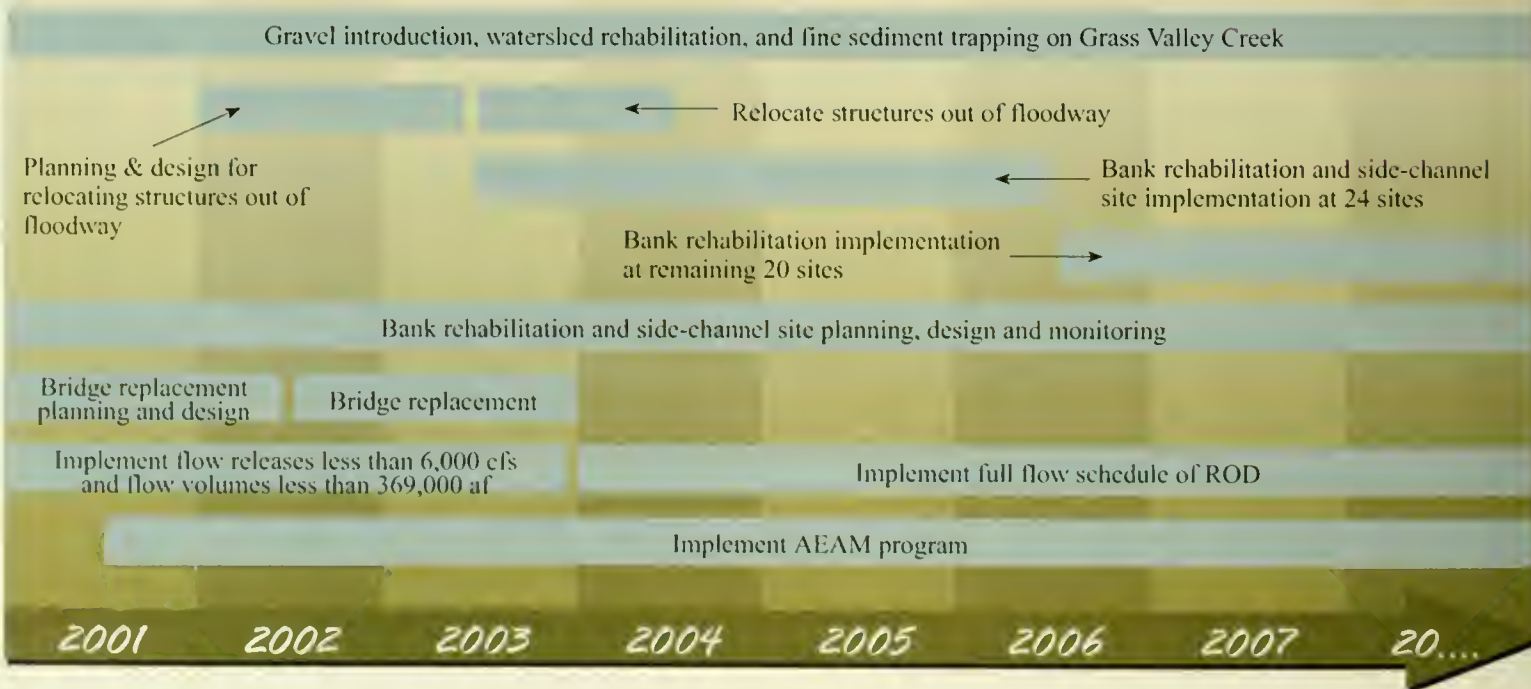 Gravel introduction, watershed rehabilitation, and fine sediment trapping on Grass Valley Creek
Relocate structures out of floodway
Planning & design for
relocating structures out of
floodway
Bank rehabilitation and side-channel
site implementation at 24 sites
Bank rehabilitation implementation
at remaining 20 sites
Bank rehabilitation and side-channel site planning, design and monitoring
Bridge replacement
planning and design
Bridge replacement
Implement flow releases less than 6,000 cfs
and flow volumes less than 369,000 af
Implement full flow schedule of ROD
Implement AEAM program
2001 2002 2003 2004 2005 2006 2007 20....